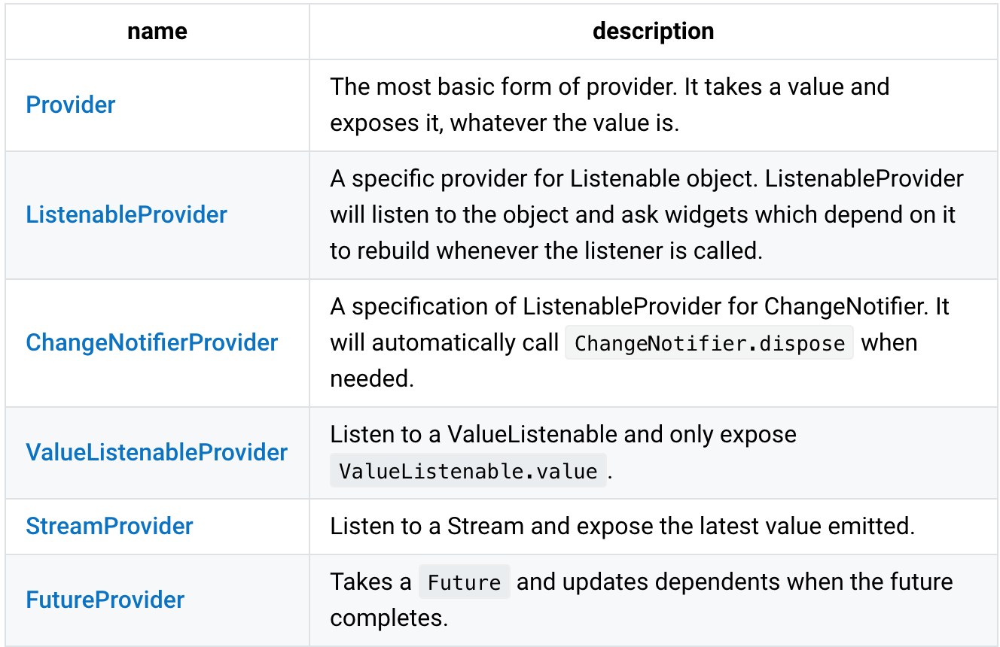 name
description
Provider
The most basic form of provider. It takes a value and
exposes it, whatever the value is.
ListenableProvider
A specific provider for Listenable object. ListenableProvider
will listen to the object and ask widgets which depend on it
to rebuild whenever the listener is called.
ChangeNotifierProvider
A specification of ListenableProvider for ChangeNotifier. It
will automatically call ChangeNotifier.dispose when
needed.
ValueListenableProvider
Listen to a ValueListenable and only expose
ValueListenable.value .
StreamProvider
Listen to a Stream and expose the latest value emitted.
FutureProvider
Takes a Future and updates dependents when the future
completes.